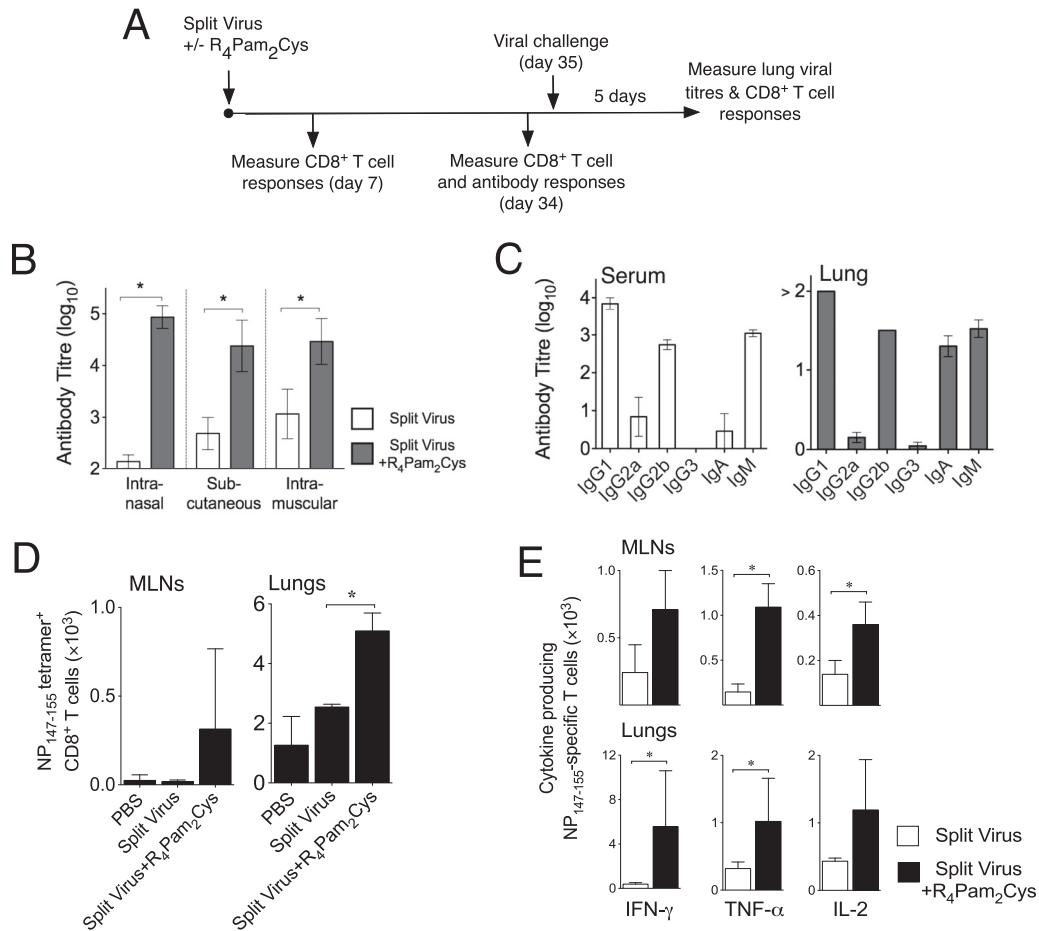 A
Split Virus
+/- R4Pam2Cys
Viral challenge
(day 35)
5 days
Measure lung viral
titres & CD8+ T cell
responses
Measure CD8+ T cell
responses (day 7)
Measure CD8+ T cell
and antibody responses
(day 34)
B
Antibody Titre (log10)
5
4
3
2
*
*
*
Intra-
nasal
Sub-
cutaneous
Intra-
muscular
Split Virus
Split Virus
+R4Pam2Cys
C
Serum
Antibody Titre (log10)
4
3
2
1
0
IgG1
IgG2a
IgG2b
IgG3
IgA
IgM
Lung
> 2
1
0
IgG1
IgG2a
IgG2b
IgG3
IgA
IgM
D
NP147-155 tetramer+
CD8+ T cells (×10³)
MLNs
1.0
0.5
0.0
PBS
Split Virus
Split Virus+R4Pam2Cys
Lungs
6
4
2
0
*
PBS
Split Virus
Split Virus+R4Pam2Cys
E
Cytokine producing
NP147-155-specific T cells (×10³)
MLNs
1.0
0.5
1.5
1.0
0.5
*
0.6
0.4
0.2
*
Lungs
12
8
4
0
*
IFN-γ
2
1
0
*
TNF-α
2
1
0
IL-2
Split Virus
Split Virus
+R4Pam2Cys